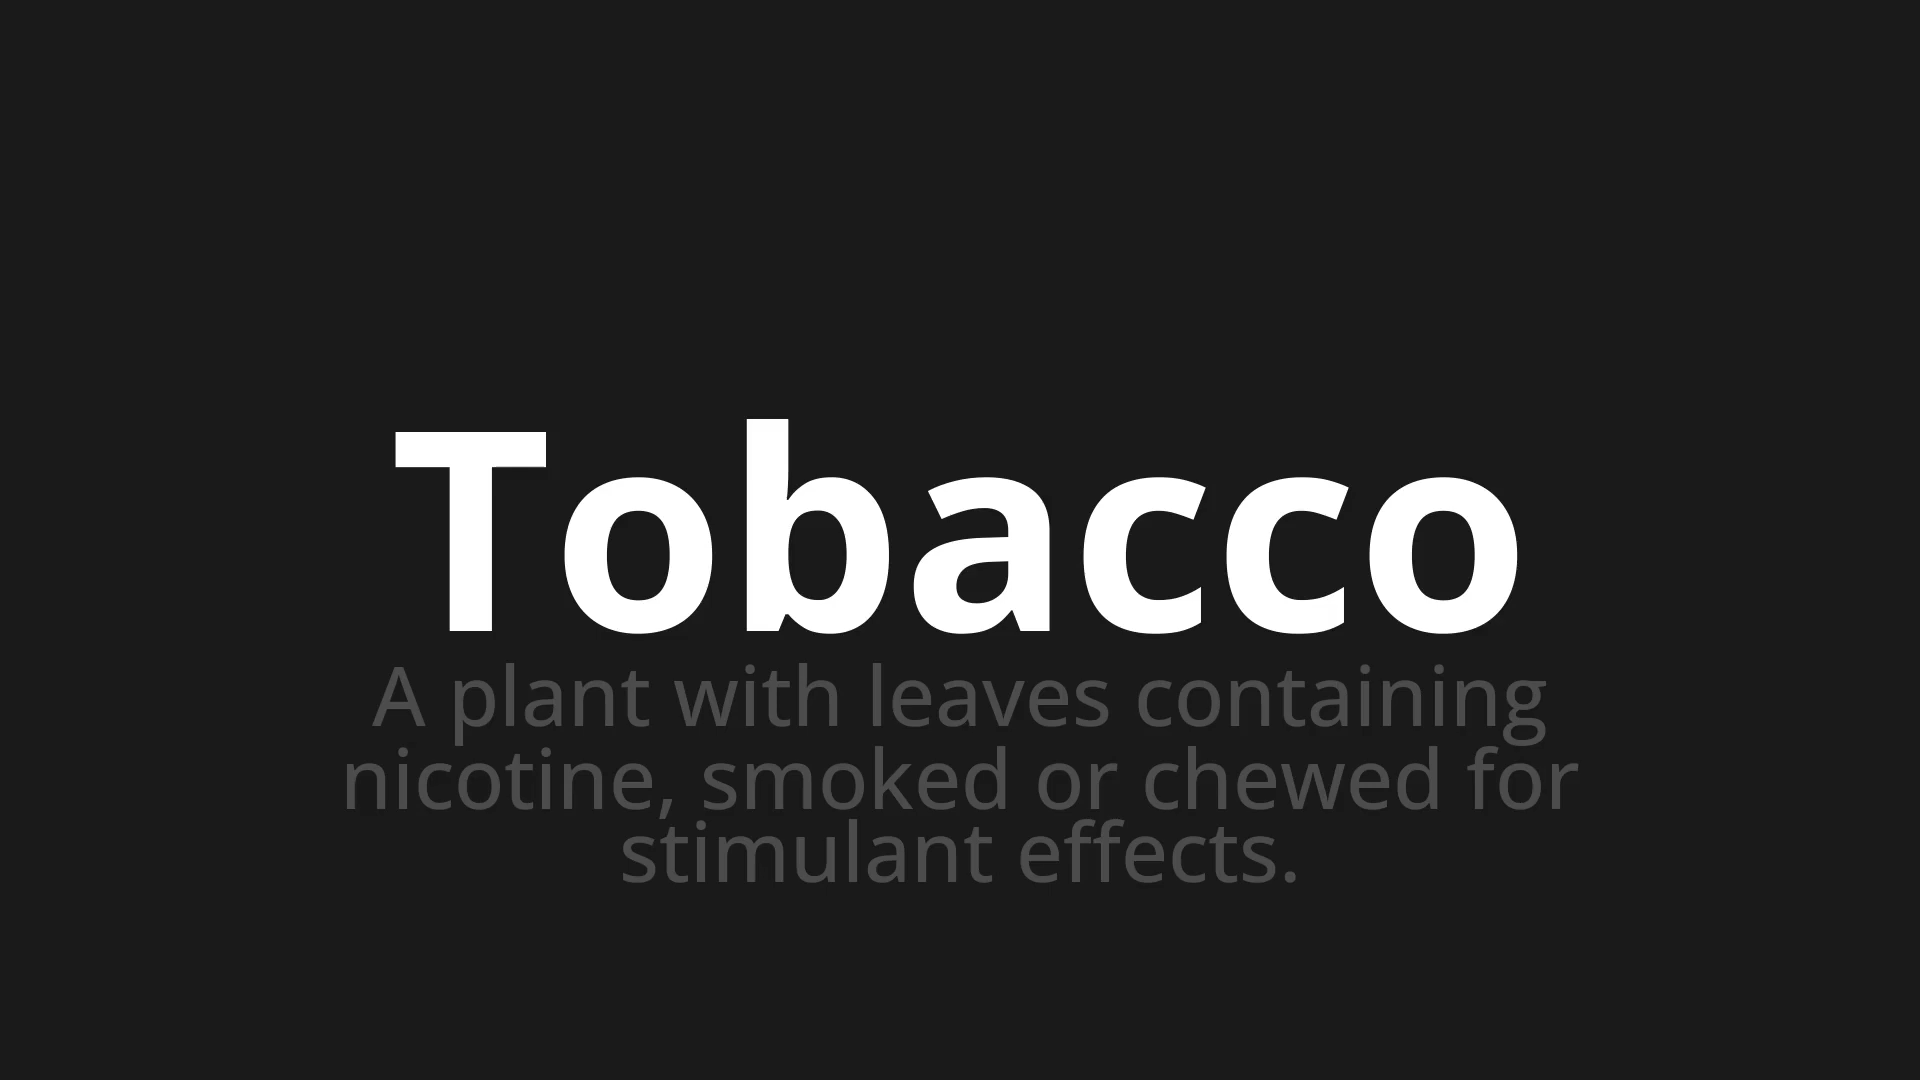 Tobacco
A plant with leaves containing
nicotine, smoked or chewed for
stimulant effects.